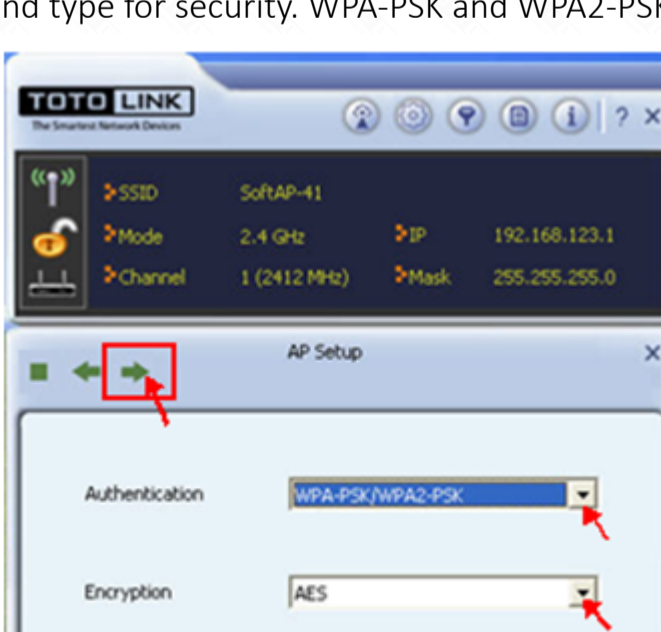 nd type for security. WPA-PSK and WPA2-PSK
TOTO LINK
The Smartest Network Devices
? ×
SSID SoftAP-41
Mode 2.4 GHz IP 192.168.123.1
Channel 1 (2412 MHz) Mask 255.255.255.0
AP Setup ×
Authentication WPA-PSK/WPA2-PSK
Encryption AES